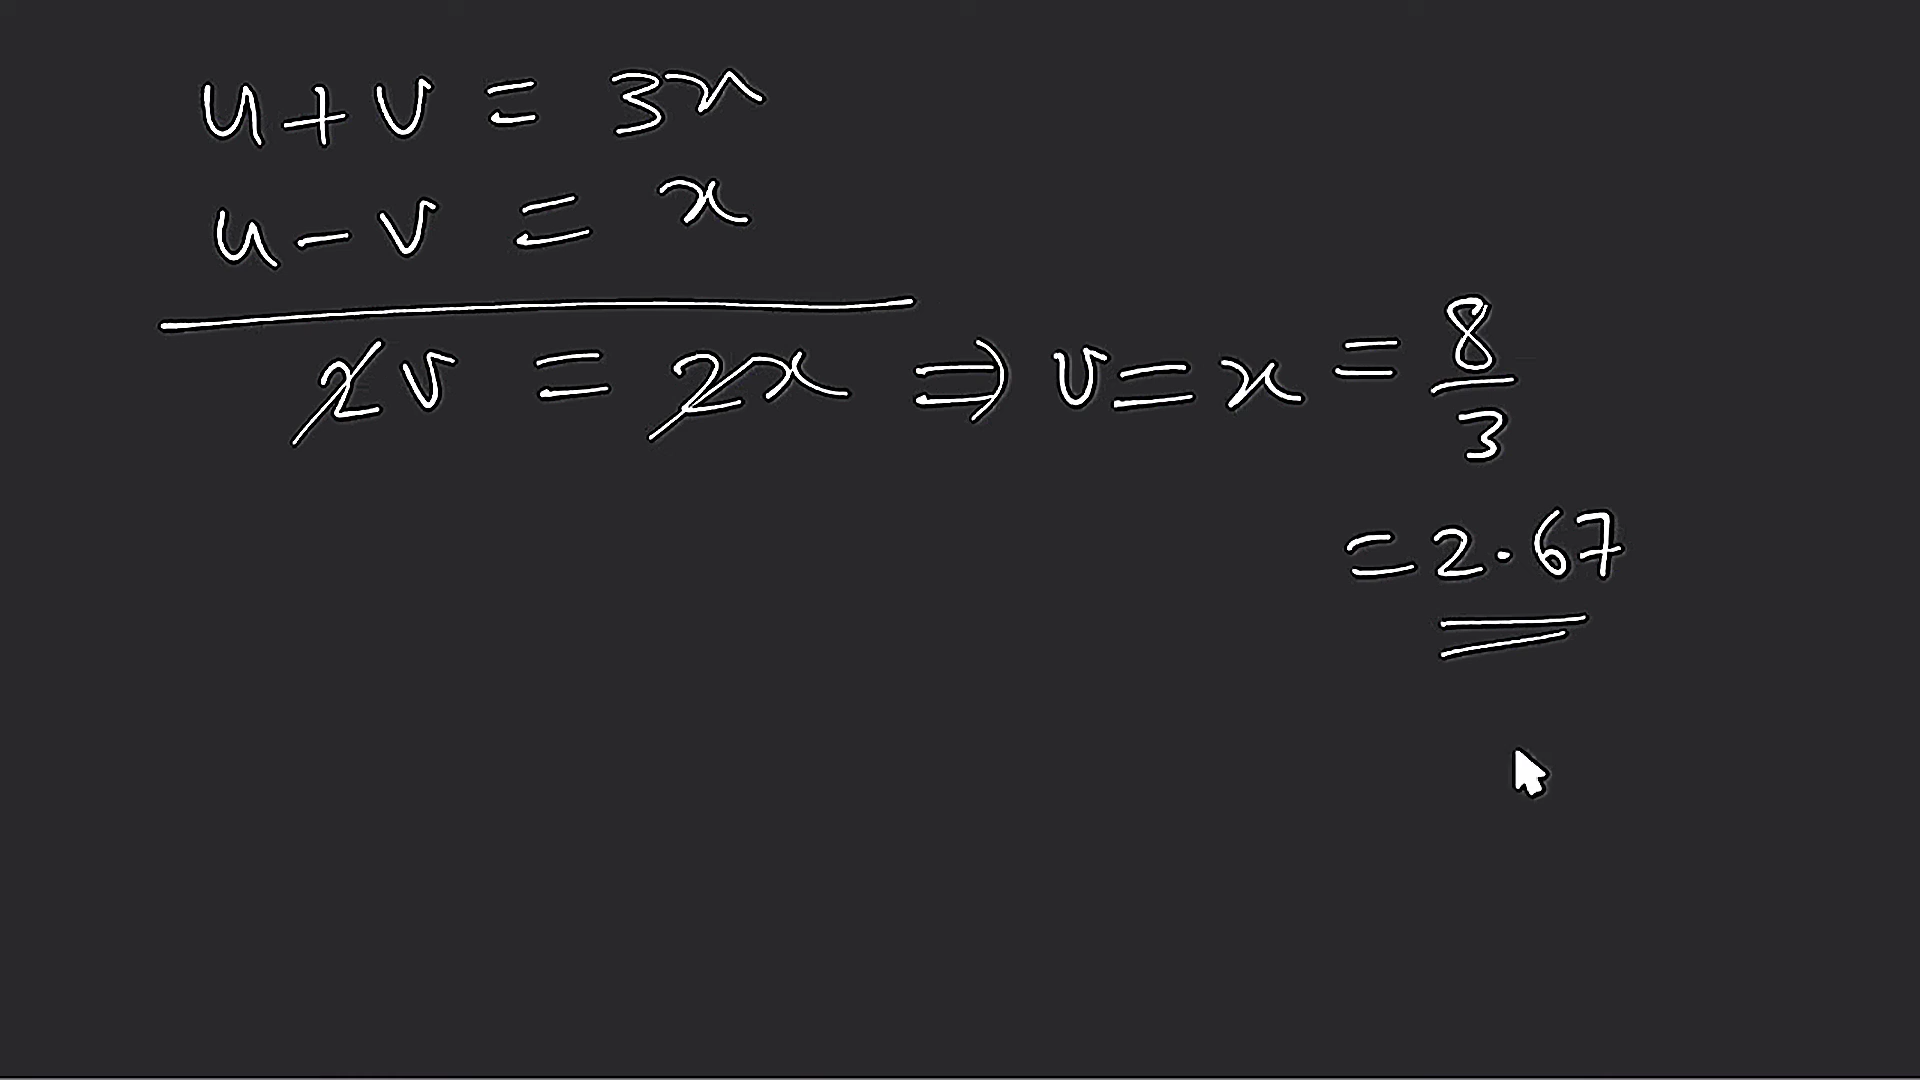 u+v = 3x
u-v = x
2v = 2x ⇒ v = x = 8/3
= 2.67